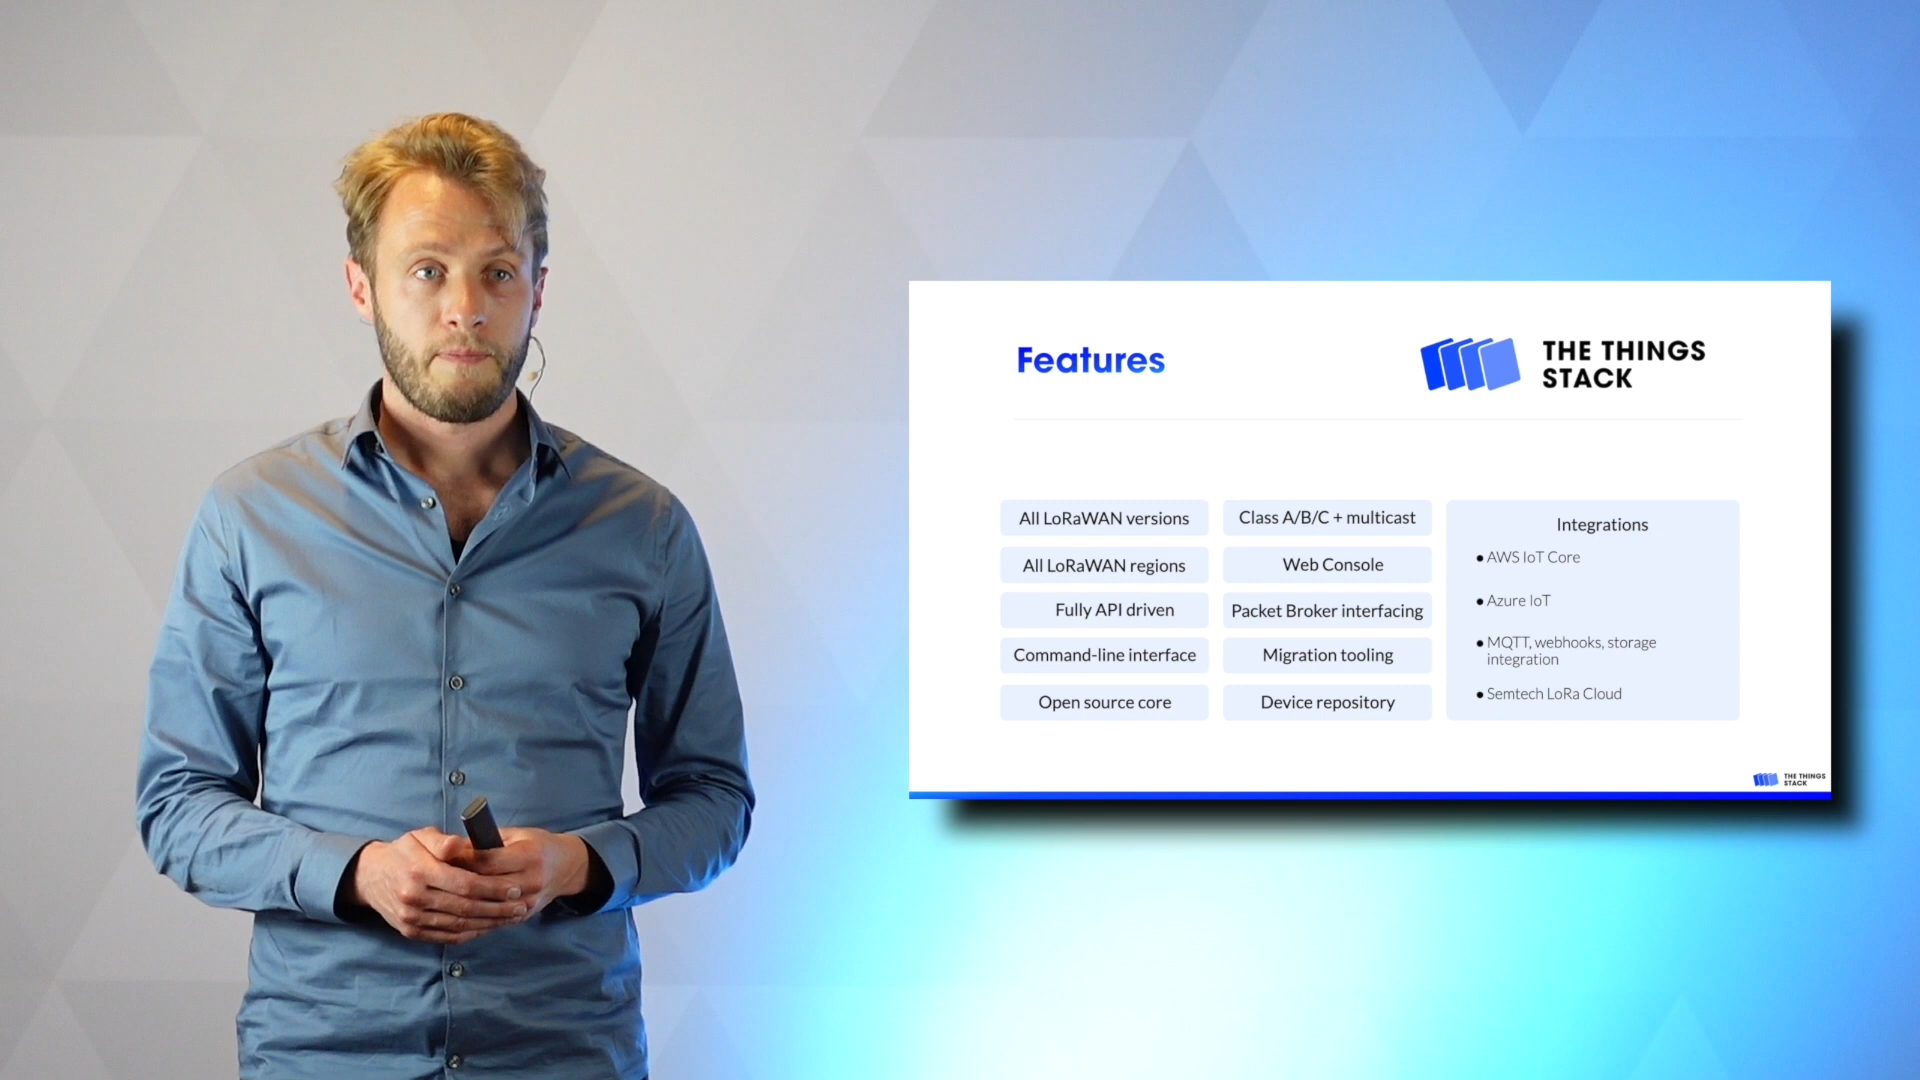 Features
THE THINGS
STACK
All LoRaWAN versions
Class A/B/C + multicast
Integrations
All LoRaWAN regions
Web Console
• AWS IoT Core
Fully API driven
Packet Broker interfacing
• Azure IoT
Command-line interface
Migration tooling
• MQTT, webhooks, storage
integration
Open source core
Device repository
• Semtech LoRa Cloud
THE THINGS
STACK